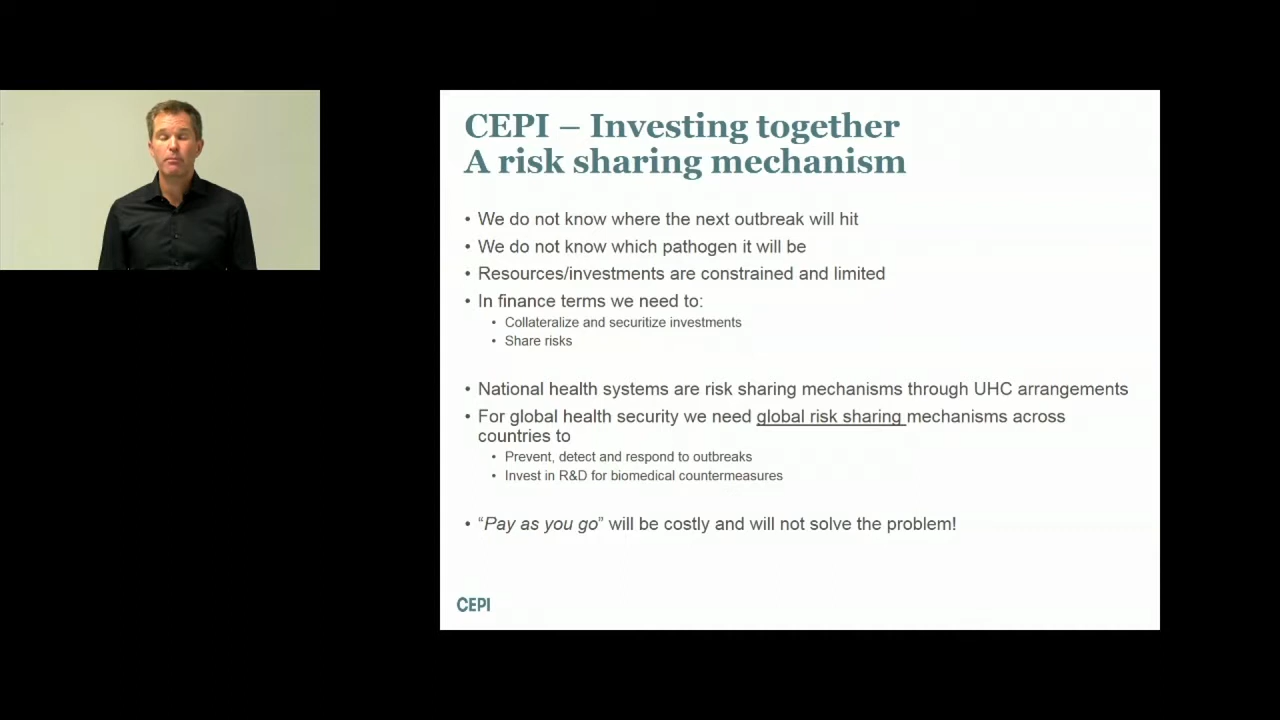 CEPI – Investing together
A risk sharing mechanism
• We do not know where the next outbreak will hit
• We do not know which pathogen it will be
• Resources/investments are constrained and limited
• In finance terms we need to:
• Collateralize and securitize investments
• Share risks
• National health systems are risk sharing mechanisms through UHC arrangements
• For global health security we need global risk sharing mechanisms across
countries to
• Prevent, detect and respond to outbreaks
• Invest in R&D for biomedical countermeasures
• “Pay as you go” will be costly and will not solve the problem!
CEPI